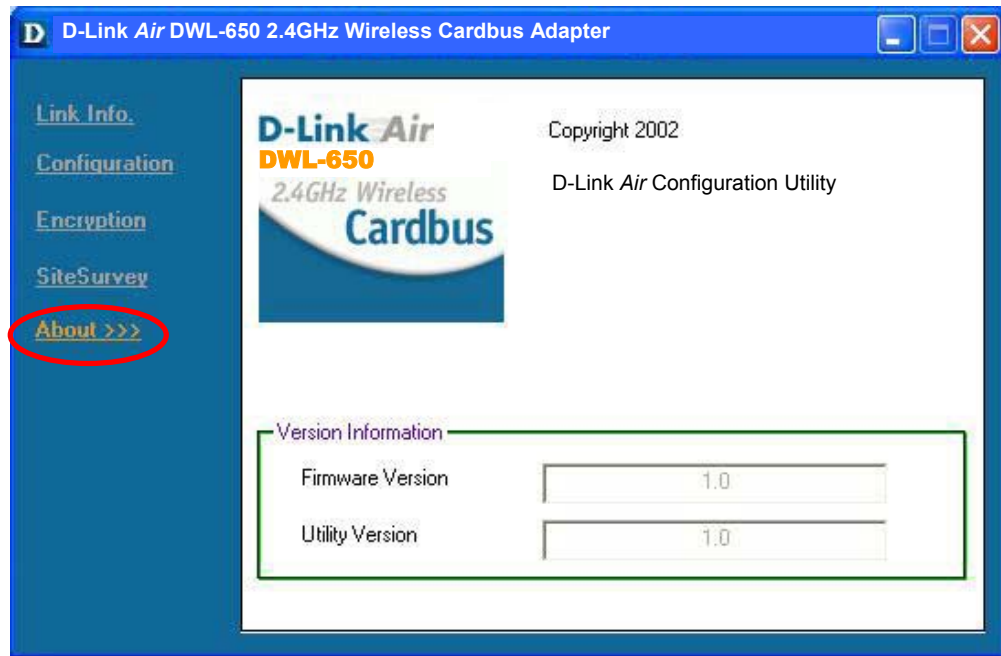 D-Link Air DWL-650 2.4GHz Wireless Cardbus Adapter
Link Info.
Configuration
Encryption
SiteSurvey
About >>>
D-Link Air
DWL-650
2.4GHz Wireless
Cardbus
Copyright 2002
D-Link Air Configuration Utility
Version Information
Firmware Version 1.0
Utility Version 1.0